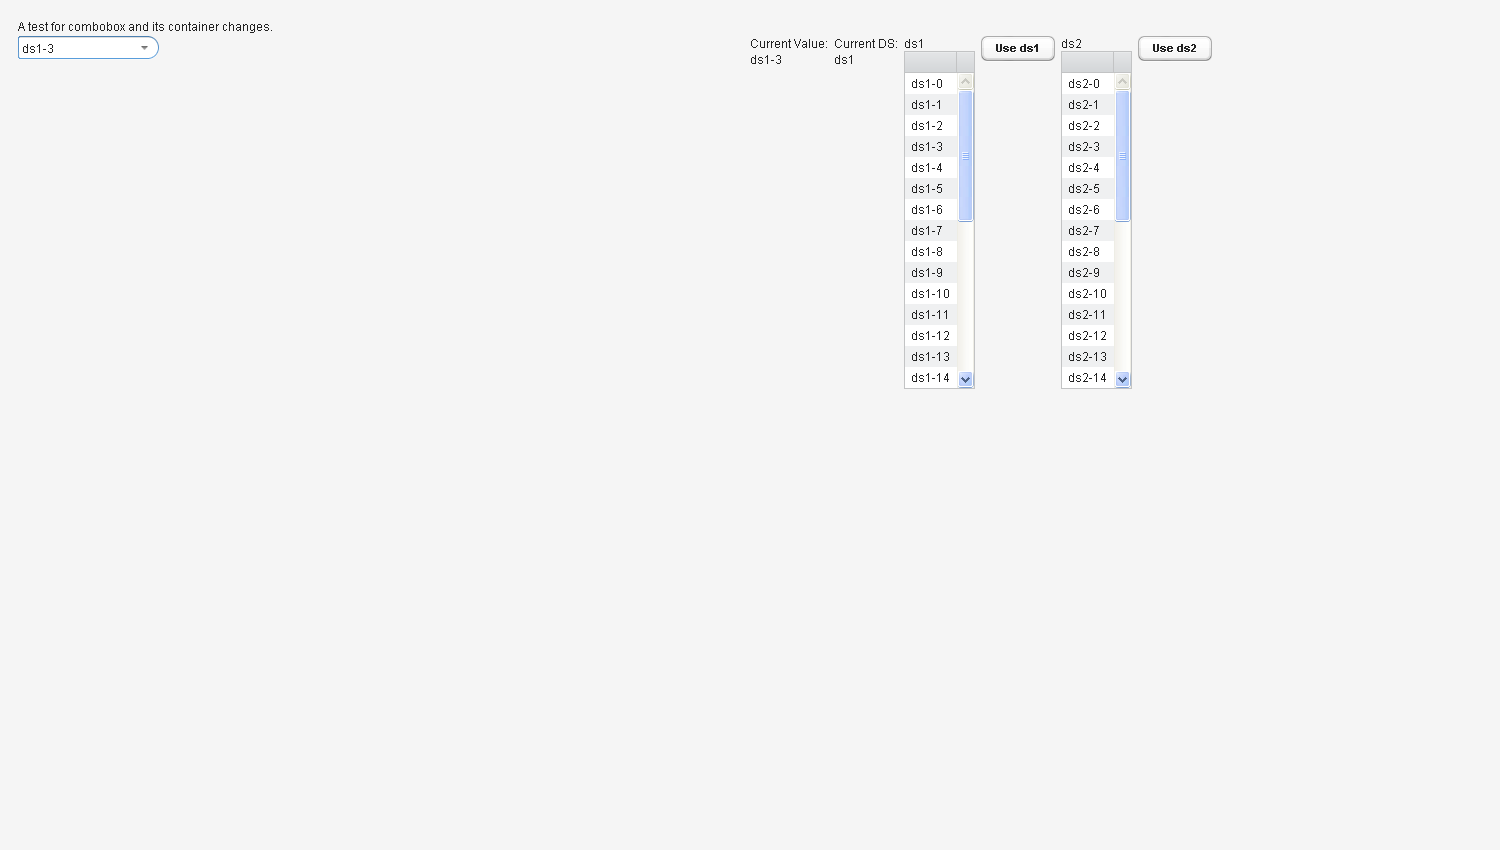 A test for combobox and its container changes.
ds1-3
Current Value:
ds1-3
Current DS:
ds1
ds1
ds1-0
ds1-1
ds1-2
ds1-3
ds1-4
ds1-5
ds1-6
ds1-7
ds1-8
ds1-9
ds1-10
ds1-11
ds1-12
ds1-13
ds1-14
Use ds1
ds2
ds2-0
ds2-1
ds2-2
ds2-3
ds2-4
ds2-5
ds2-6
ds2-7
ds2-8
ds2-9
ds2-10
ds2-11
ds2-12
ds2-13
ds2-14
Use ds2